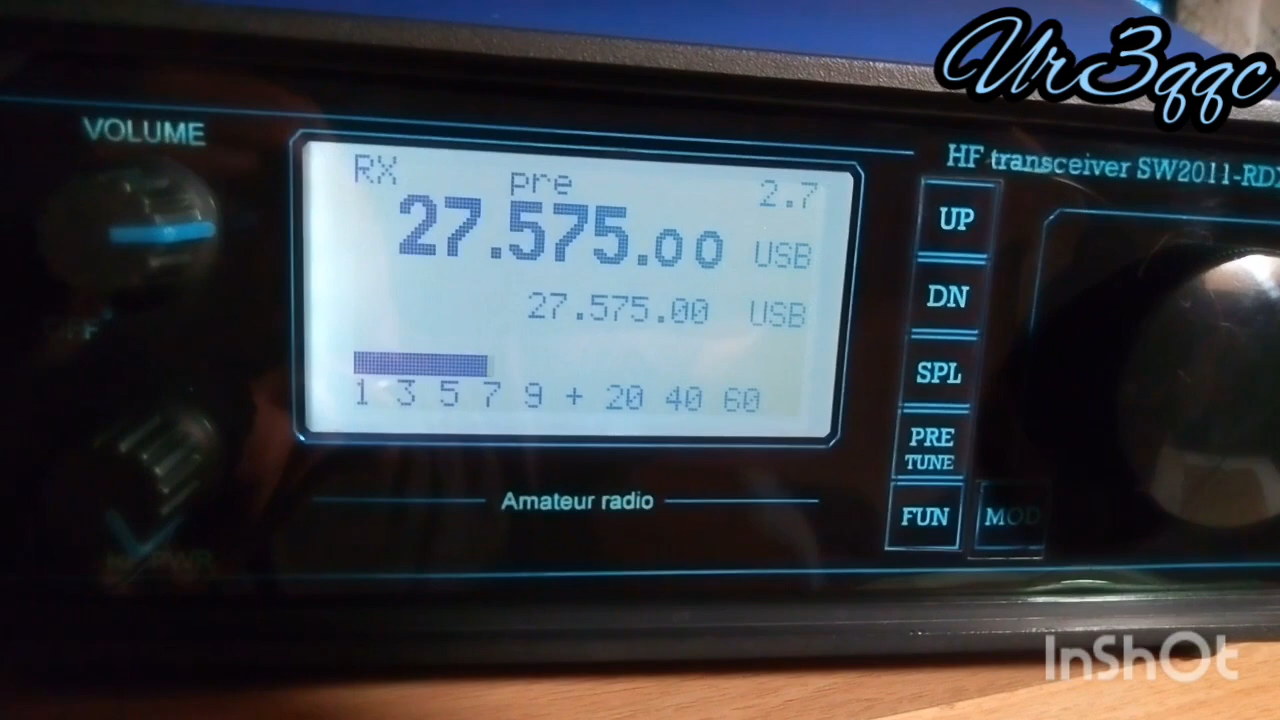 Ur3qqc
VOLUME
HF transceiver SW2011-RDX
RX
pre
2.7
27.575.00 USB
27.575.00 USB
1 3 5 7 9 + 20 40 60
UP
DN
SPL
PRE
TUNE
FUN
MOD
Amateur radio
InShOt